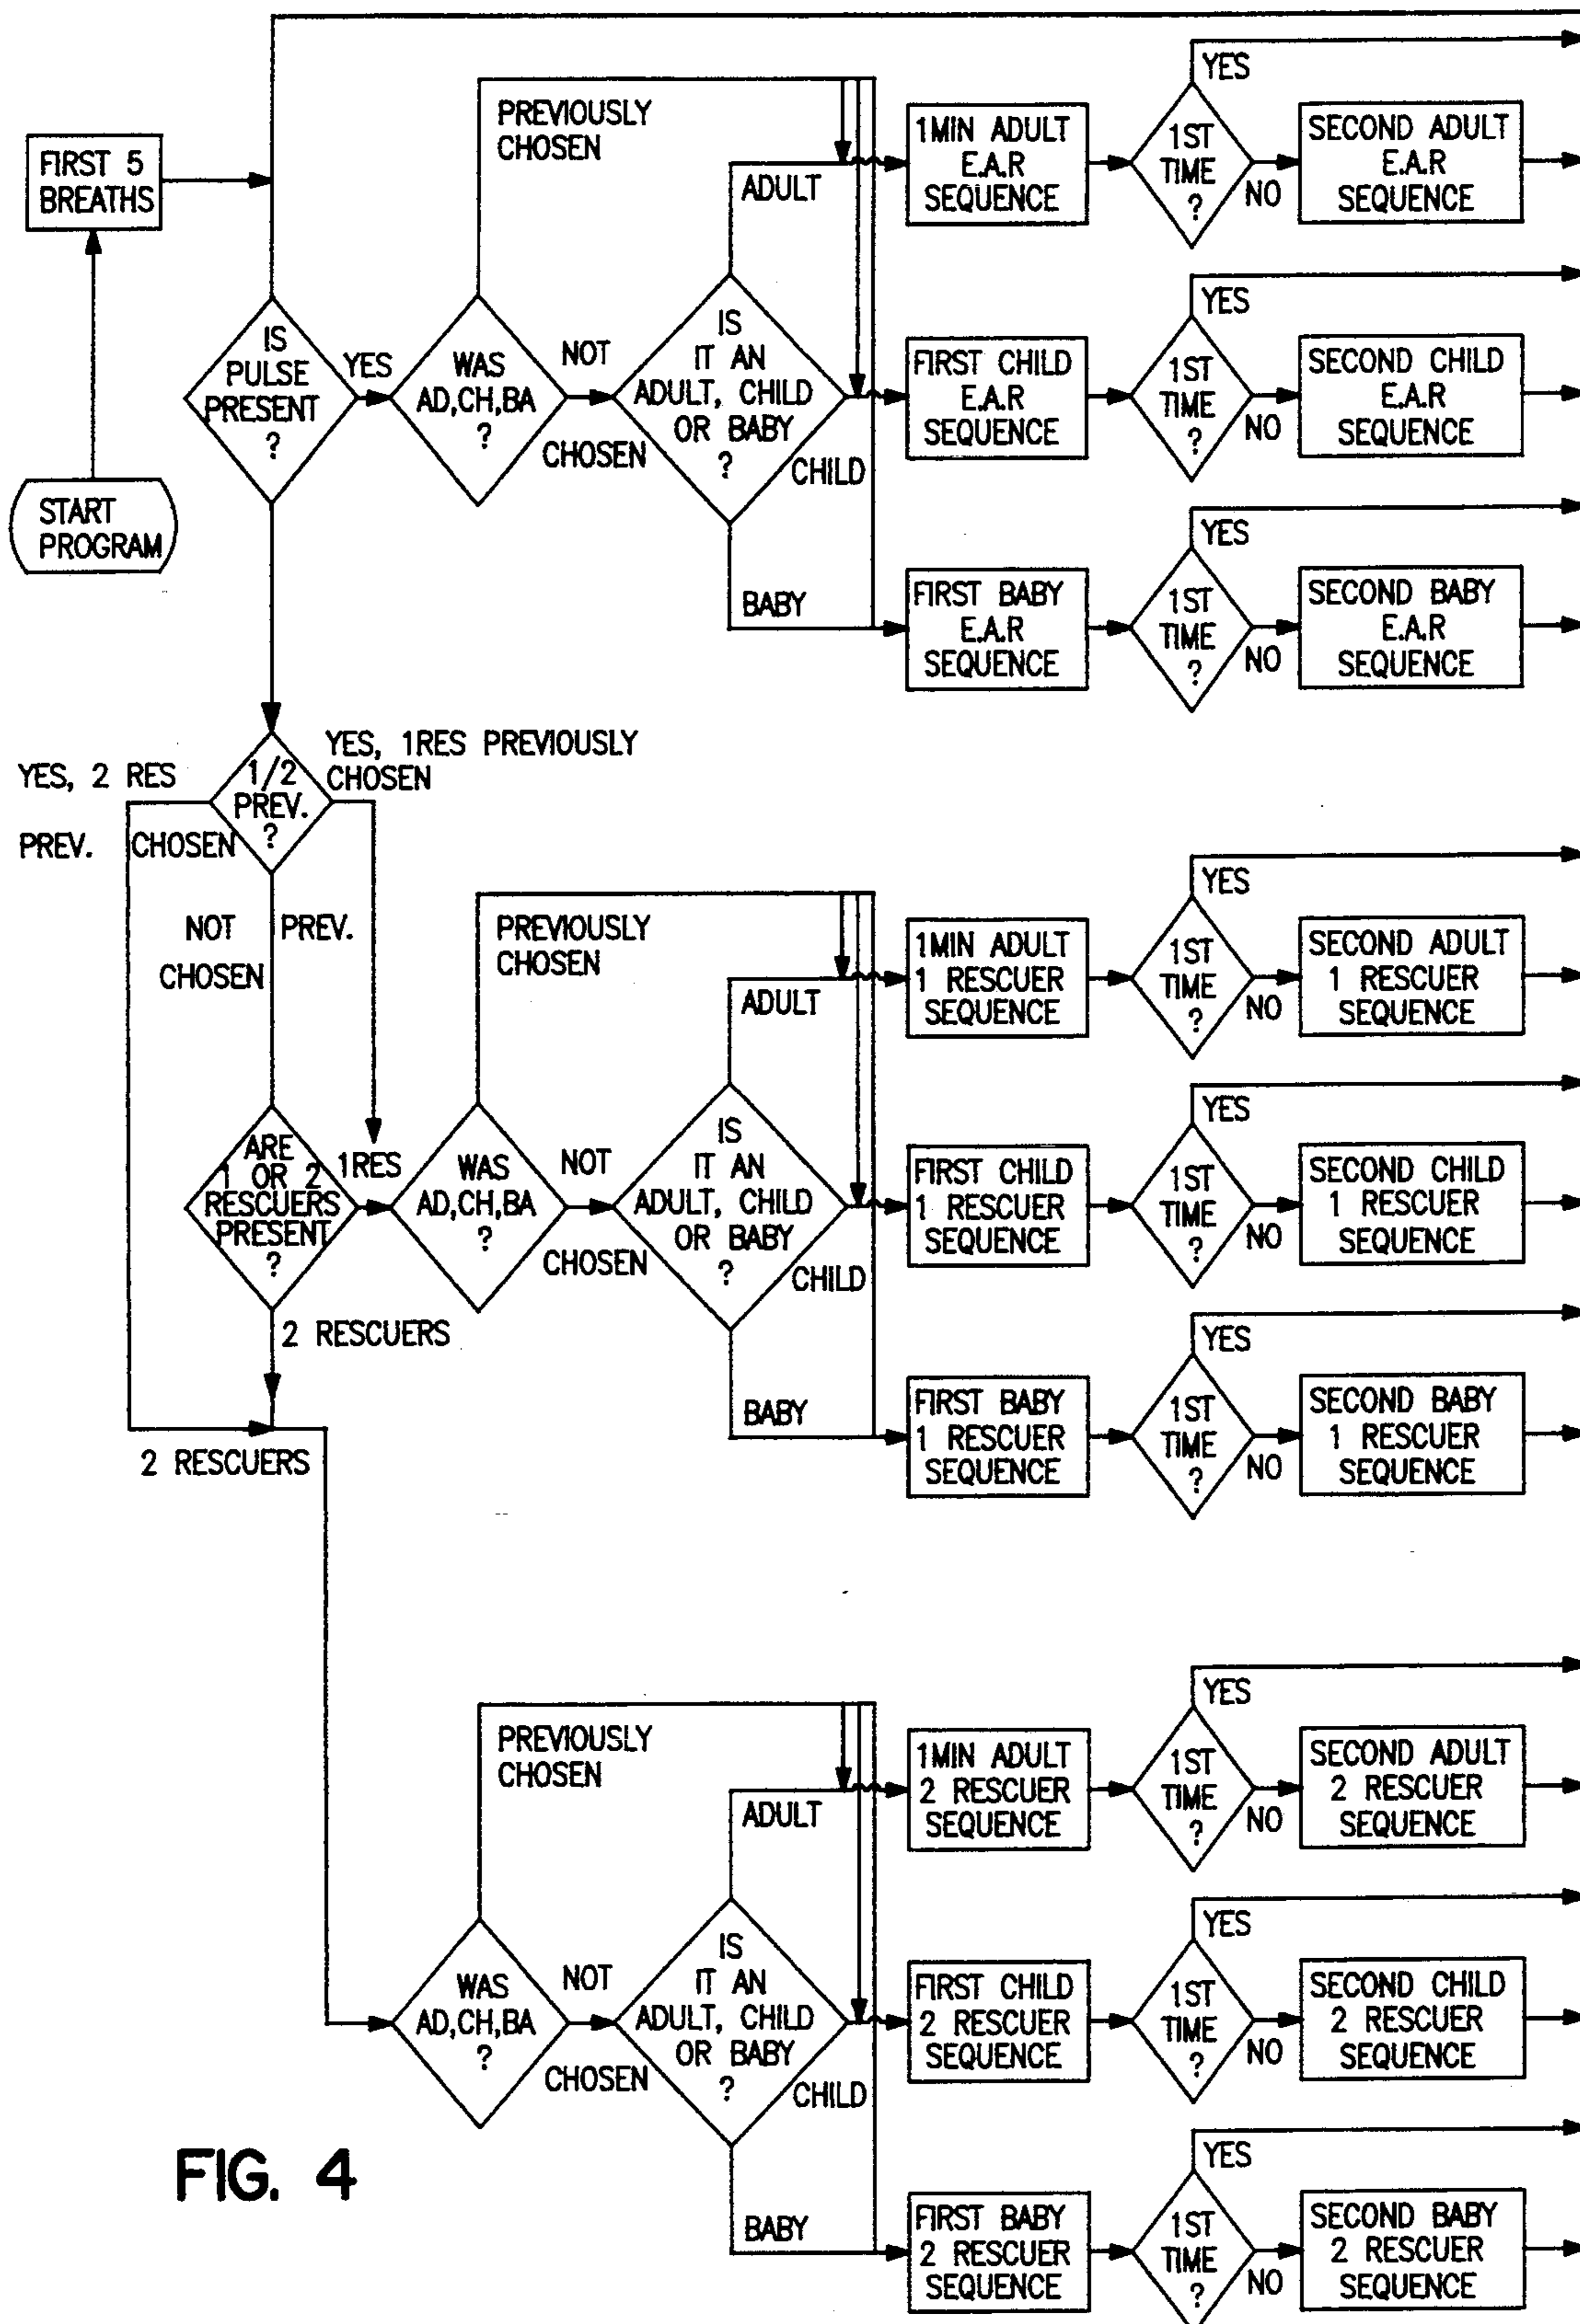 FIRST 5
BREATHS
START
PROGRAM
IS
PULSE
PRESENT
?
YES
WAS
AD,CH,BA
?
PREVIOUSLY
CHOSEN
NOT
CHOSEN
IS
IT AN
ADULT, CHILD
OR BABY
?
ADULT
CHILD
BABY
1MIN ADULT
E.A.R
SEQUENCE
1ST
TIME
?
YES
NO
SECOND ADULT
E.A.R
SEQUENCE
FIRST CHILD
E.A.R
SEQUENCE
1ST
TIME
?
YES
NO
SECOND CHILD
E.A.R
SEQUENCE
FIRST BABY
E.A.R
SEQUENCE
1ST
TIME
?
YES
NO
SECOND BABY
E.A.R
SEQUENCE
1/2
PREV.
?
YES, 2 RES
PREV. CHOSEN
YES, 1RES PREVIOUSLY
CHOSEN
NOT PREV.
CHOSEN
ARE
1 OR 2
RESCUERS
PRESENT
?
1RES
2 RESCUERS
2 RESCUERS
WAS
AD,CH,BA
?
PREVIOUSLY
CHOSEN
NOT
CHOSEN
IS
IT AN
ADULT, CHILD
OR BABY
?
ADULT
CHILD
BABY
1MIN ADULT
1 RESCUER
SEQUENCE
1ST
TIME
?
YES
NO
SECOND ADULT
1 RESCUER
SEQUENCE
FIRST CHILD
1 RESCUER
SEQUENCE
1ST
TIME
?
YES
NO
SECOND CHILD
1 RESCUER
SEQUENCE
FIRST BABY
1 RESCUER
SEQUENCE
1ST
TIME
?
YES
NO
SECOND BABY
1 RESCUER
SEQUENCE
WAS
AD,CH,BA
?
PREVIOUSLY
CHOSEN
NOT
CHOSEN
IS
IT AN
ADULT, CHILD
OR BABY
?
ADULT
CHILD
BABY
1MIN ADULT
2 RESCUER
SEQUENCE
1ST
TIME
?
YES
NO
SECOND ADULT
2 RESCUER
SEQUENCE
FIRST CHILD
2 RESCUER
SEQUENCE
1ST
TIME
?
YES
NO
SECOND CHILD
2 RESCUER
SEQUENCE
FIRST BABY
2 RESCUER
SEQUENCE
1ST
TIME
?
YES
NO
SECOND BABY
2 RESCUER
SEQUENCE
FIG. 4